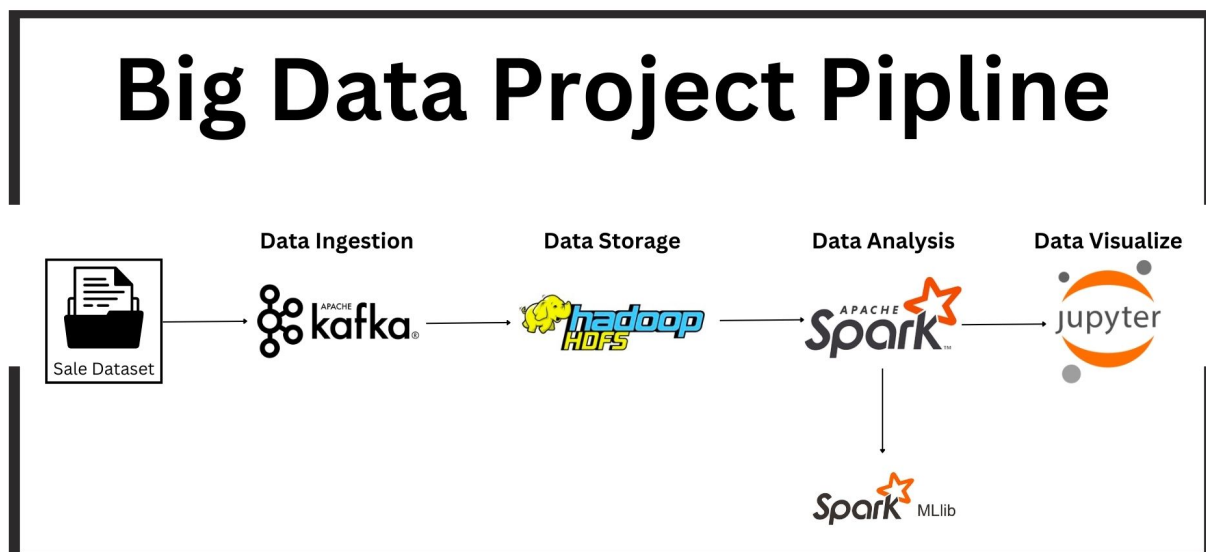 Big Data Project Pipline
Data Ingestion
Data Storage
Data Analysis
Data Visualize
Sale Dataset
APACHE
kafka®
hadoop
HDFS
APACHE
Spark™
jupyter
Spark MLlib